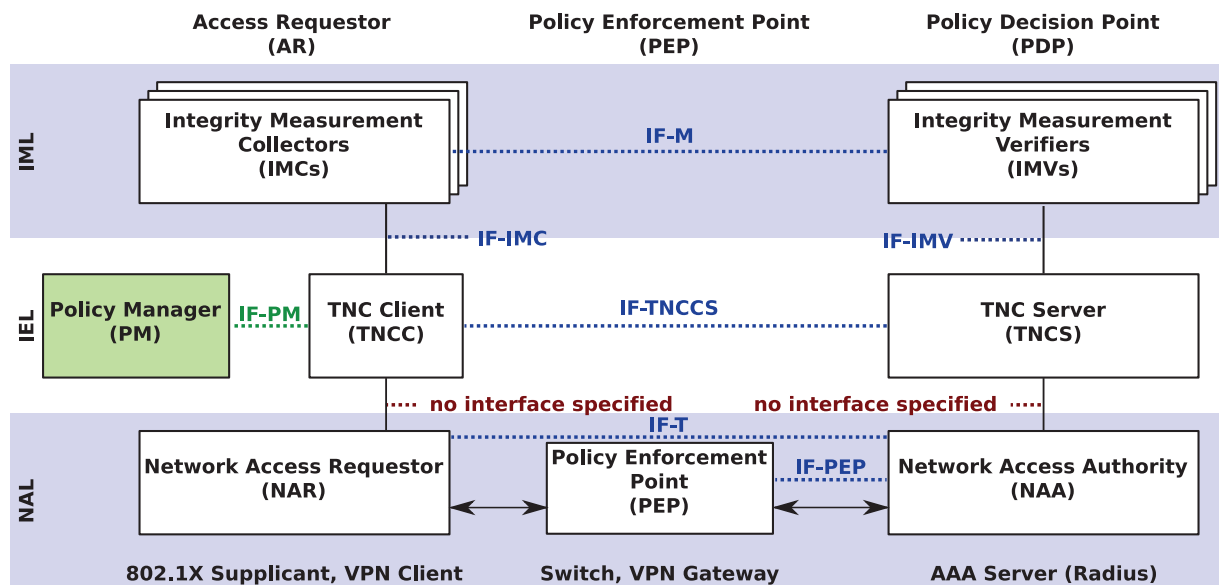 Access Requestor
(AR)
Policy Enforcement Point
(PEP)
Policy Decision Point
(PDP)
IML
Integrity Measurement
Collectors
(IMCs)
IF-M
Integrity Measurement
Verifiers
(IMVs)
IF-IMC
IF-IMV
IEL
Policy Manager
(PM)
IF-PM
TNC Client
(TNCC)
IF-TNCCS
TNC Server
(TNCS)
no interface specified
no interface specified
NAL
IF-T
Network Access Requestor
(NAR)
Policy Enforcement
Point
(PEP)
IF-PEP
Network Access Authority
(NAA)
802.1X Supplicant, VPN Client
Switch, VPN Gateway
AAA Server (Radius)